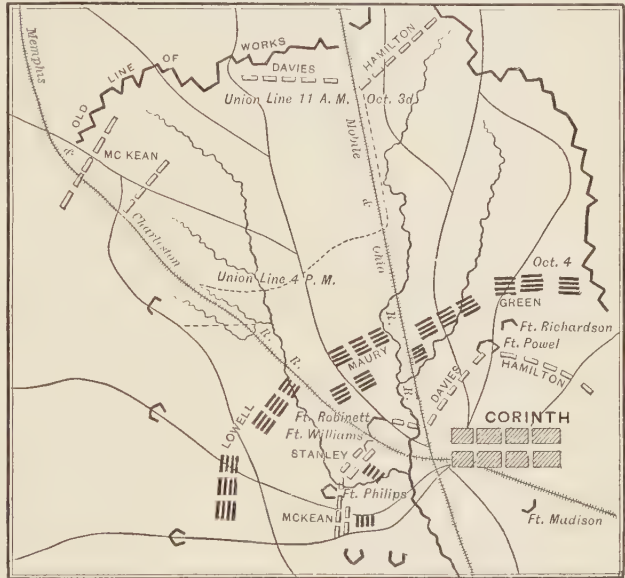 Memphis & Charleston R. R.
OLD LINE OF WORKS
DAVIES
HAMILTON
Union Line 11 A. M. Oct. 3d
Mobile & Ohio R. R.
MC KEAN
Union Line 4 P. M.
Oct. 4
GREEN
Ft. Richardson
Ft. Powel
HAMILTON
MAURY
DAVIES
LOWELL
Ft. Robinett
Ft. Williams
STANLEY
CORINTH
Ft. Philips
MCKEAN
Ft. Madison